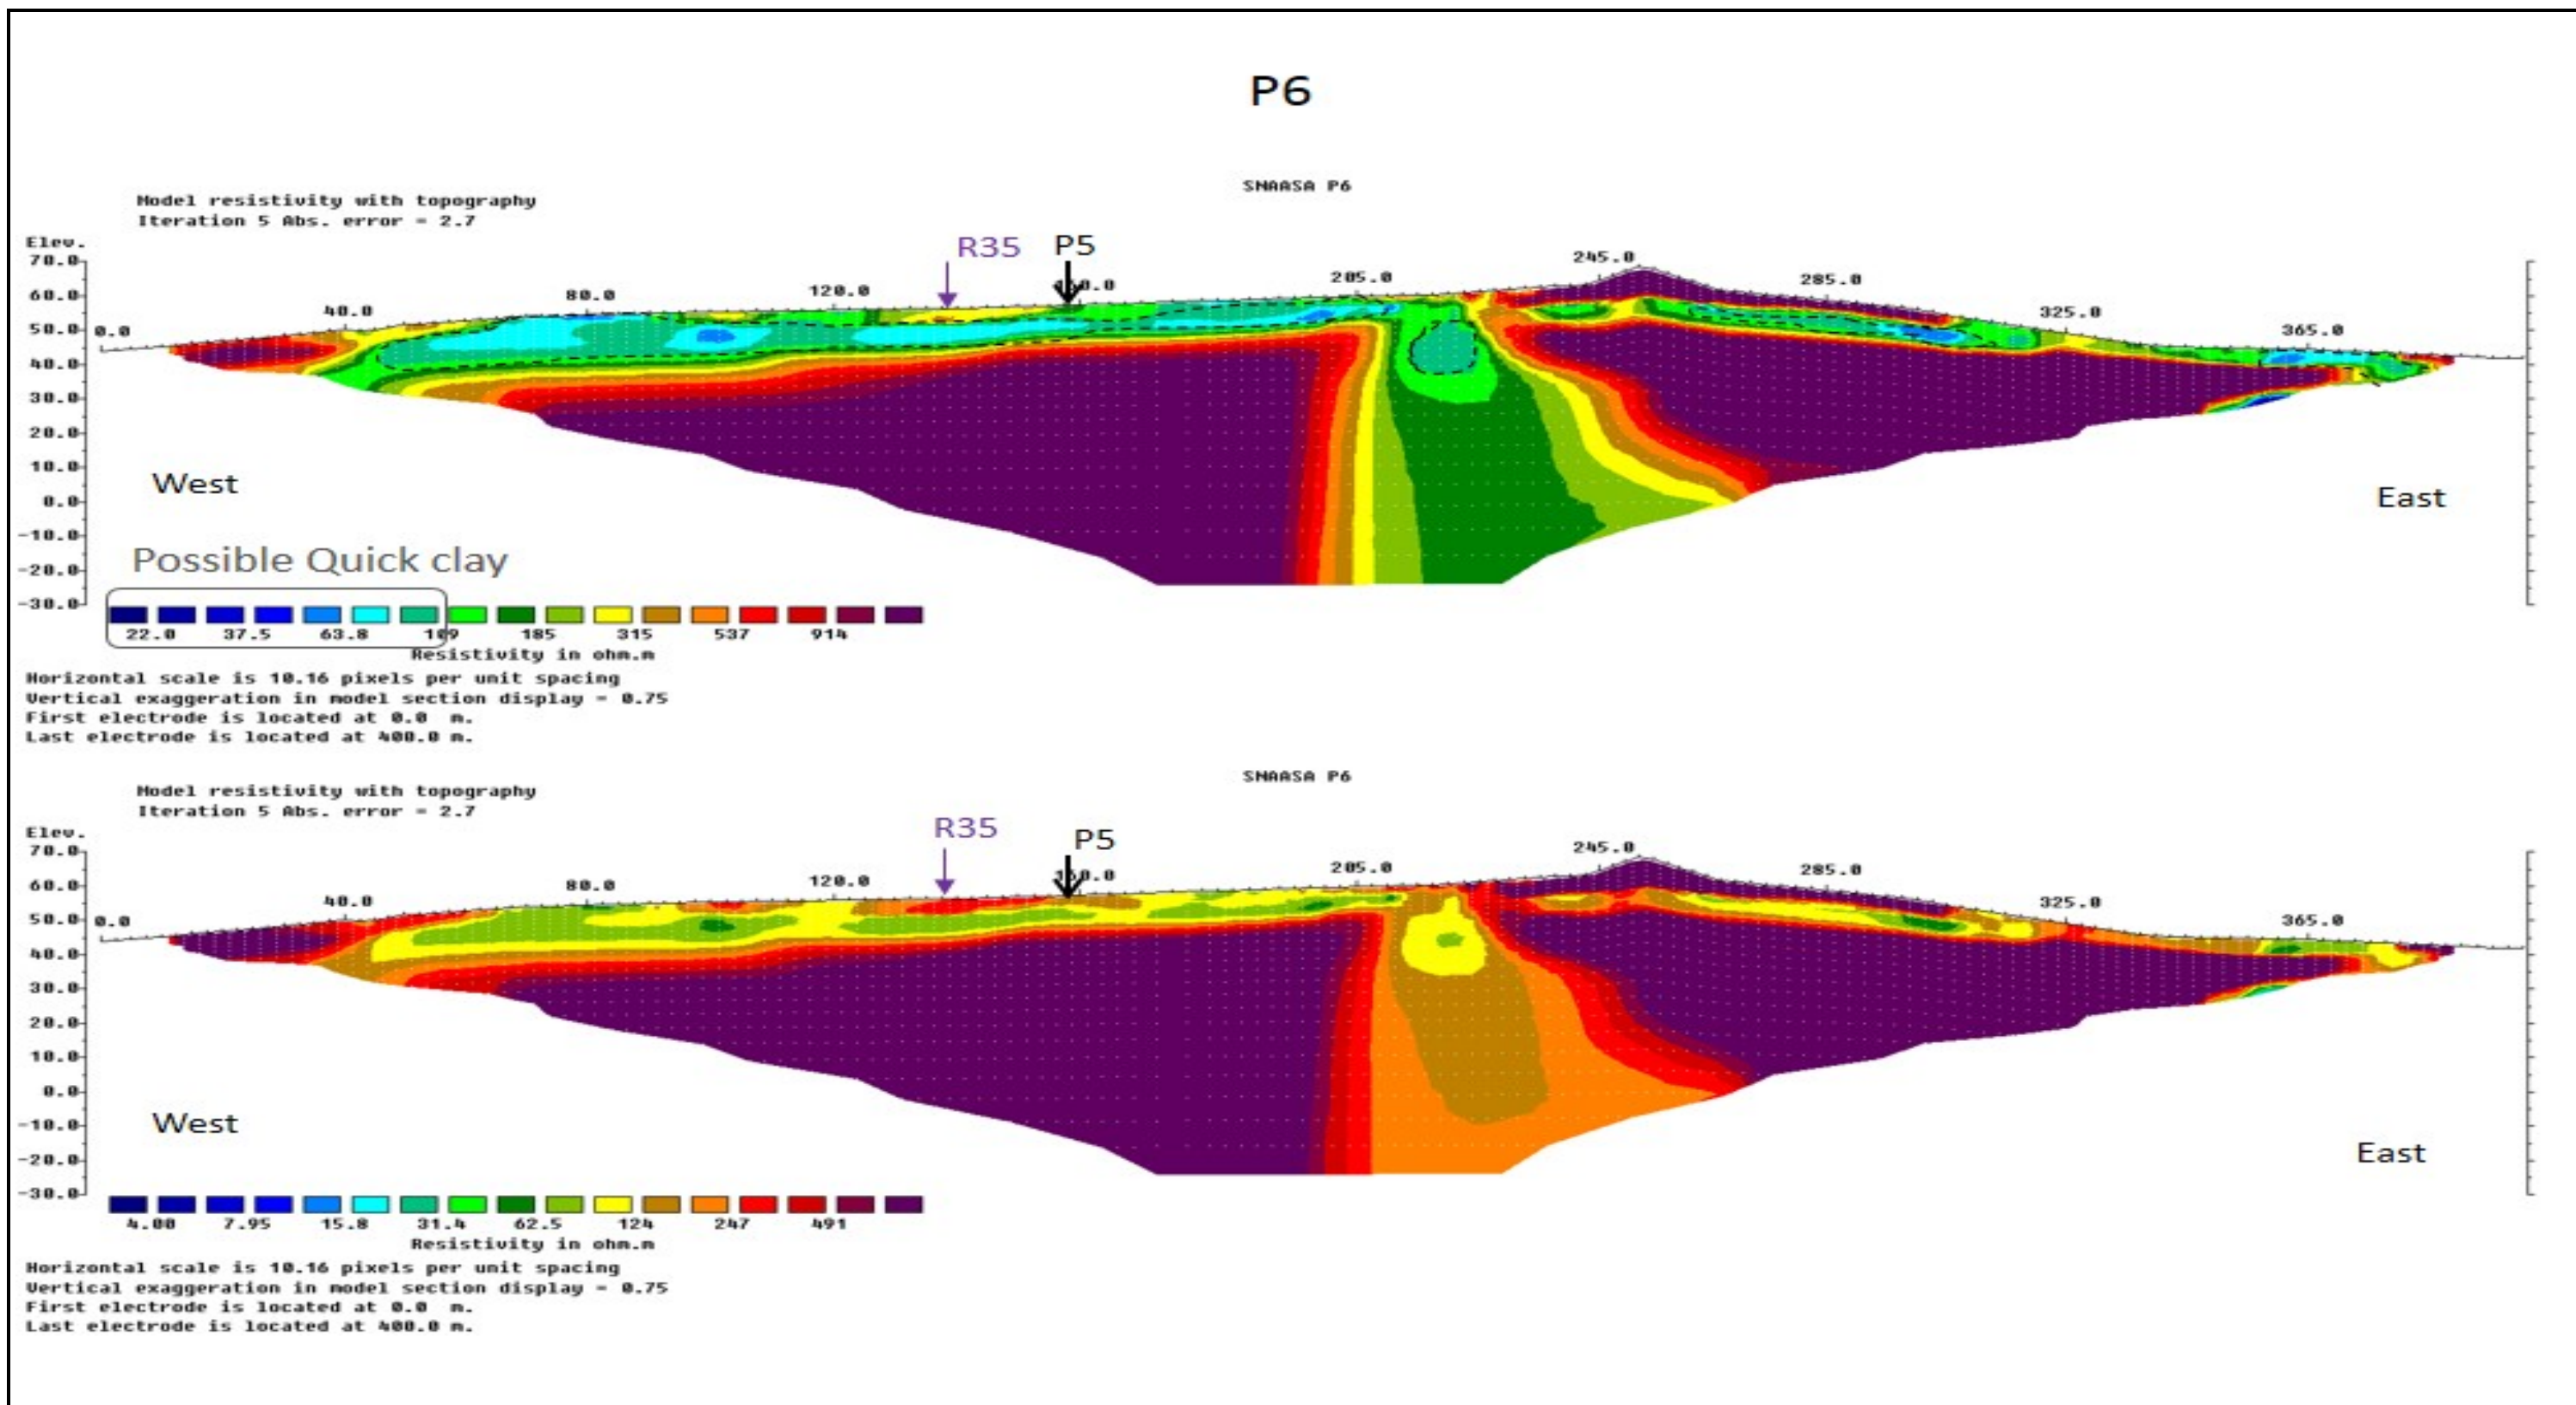 P6
SNAASA P6
Model resistivity with topography
Iteration 5 Abs. error = 2.7
R35 P5
Elev.
70.0
60.0
50.0
40.0
30.0
20.0
10.0
0.0
-10.0
-20.0
-30.0
0.0 40.0 80.0 120.0 160.0 205.0 245.0 285.0 325.0 365.0
West East
Possible Quick clay
22.0 37.5 63.8 109 185 315 537 914
Resistivity in ohm.m
Horizontal scale is 10.16 pixels per unit spacing
Vertical exaggeration in model section display = 0.75
First electrode is located at 0.0 m.
Last electrode is located at 400.0 m.
SNAASA P6
Model resistivity with topography
Iteration 5 Abs. error = 2.7
R35 P5
Elev.
70.0
60.0
50.0
40.0
30.0
20.0
10.0
0.0
-10.0
-20.0
-30.0
0.0 40.0 80.0 120.0 160.0 205.0 245.0 285.0 325.0 365.0
West East
4.00 7.95 15.8 31.4 62.5 124 247 491
Resistivity in ohm.m
Horizontal scale is 10.16 pixels per unit spacing
Vertical exaggeration in model section display = 0.75
First electrode is located at 0.0 m.
Last electrode is located at 400.0 m.